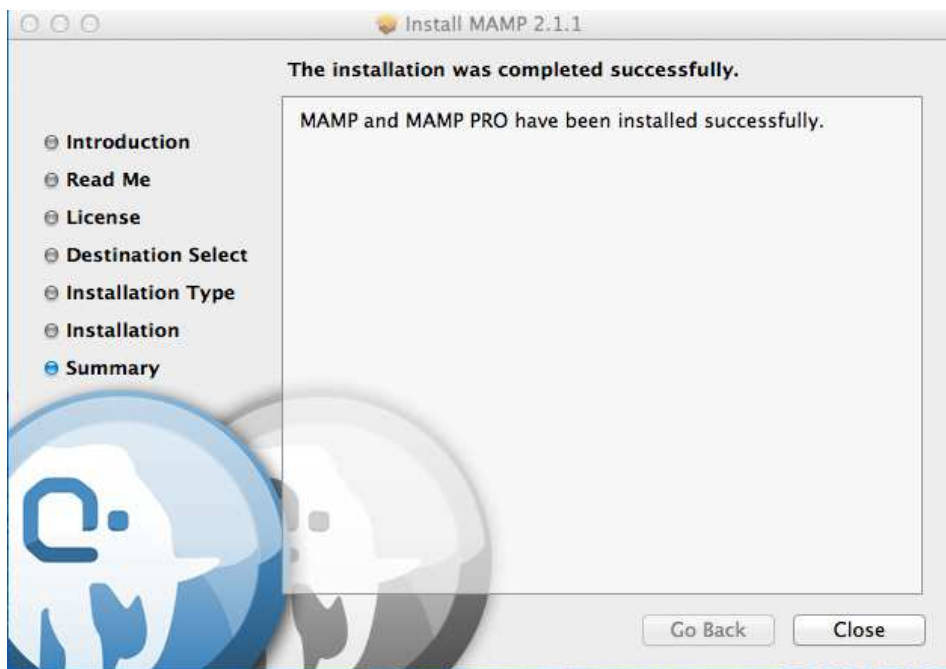 Install MAMP 2.1.1
The installation was completed successfully.
MAMP and MAMP PRO have been installed successfully.
Introduction
Read Me
License
Destination Select
Installation Type
Installation
Summary
Go Back
Close